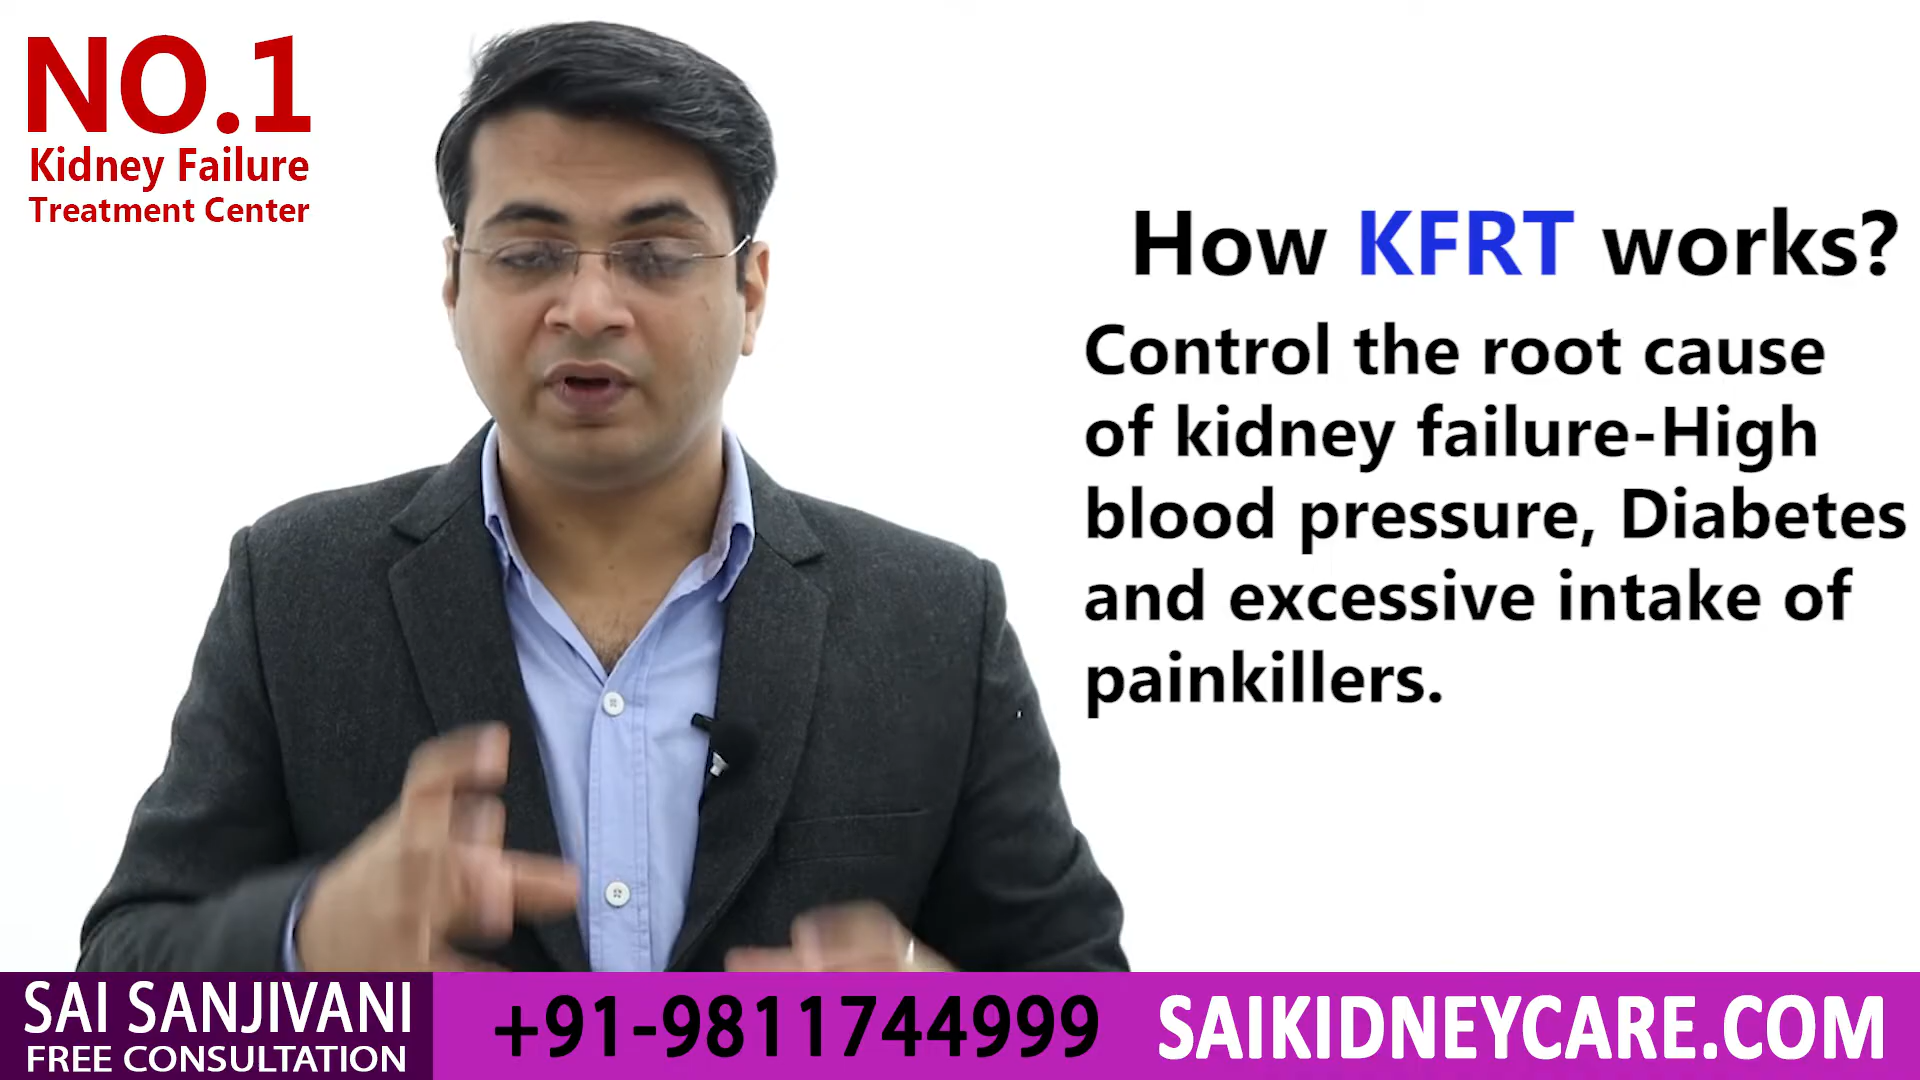 NO.1
Kidney Failure
Treatment Center
How KFRT works?
Control the root cause
of kidney failure-High
blood pressure, Diabetes
and excessive intake of
painkillers.
SAI SANJIVANI
FREE CONSULTATION
+91-9811744999
SAIKIDNEYCARE.COM